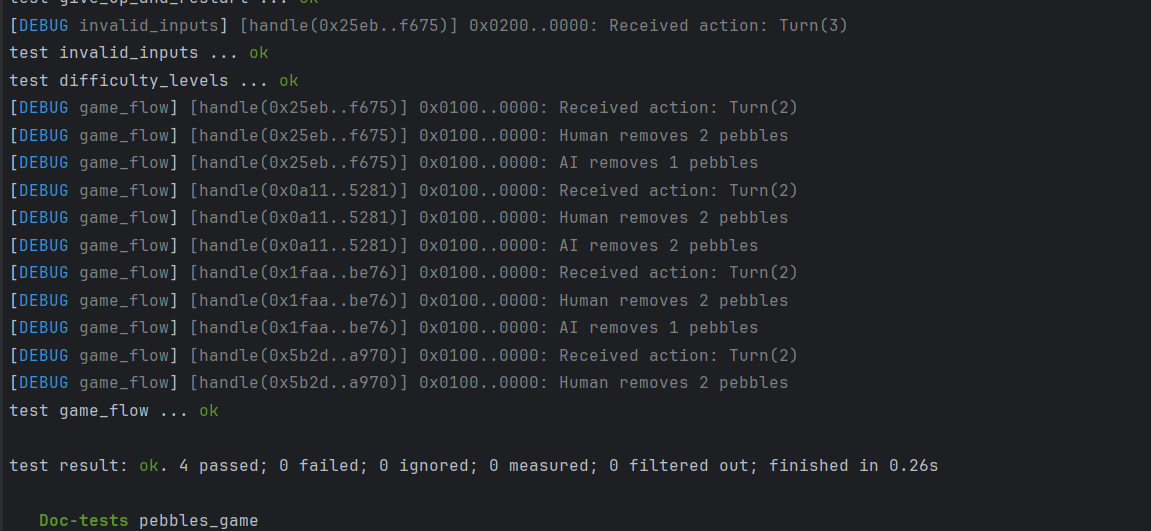 test give_up_and_restart ... ok
[DEBUG invalid_inputs] [handle(0x25eb..f675)] 0x0200..0000: Received action: Turn(3)
test invalid_inputs ... ok
test difficulty_levels ... ok
[DEBUG game_flow] [handle(0x25eb..f675)] 0x0100..0000: Received action: Turn(2)
[DEBUG game_flow] [handle(0x25eb..f675)] 0x0100..0000: Human removes 2 pebbles
[DEBUG game_flow] [handle(0x25eb..f675)] 0x0100..0000: AI removes 1 pebbles
[DEBUG game_flow] [handle(0x0a11..5281)] 0x0100..0000: Received action: Turn(2)
[DEBUG game_flow] [handle(0x0a11..5281)] 0x0100..0000: Human removes 2 pebbles
[DEBUG game_flow] [handle(0x0a11..5281)] 0x0100..0000: AI removes 2 pebbles
[DEBUG game_flow] [handle(0x1faa..be76)] 0x0100..0000: Received action: Turn(2)
[DEBUG game_flow] [handle(0x1faa..be76)] 0x0100..0000: Human removes 2 pebbles
[DEBUG game_flow] [handle(0x1faa..be76)] 0x0100..0000: AI removes 1 pebbles
[DEBUG game_flow] [handle(0x5b2d..a970)] 0x0100..0000: Received action: Turn(2)
[DEBUG game_flow] [handle(0x5b2d..a970)] 0x0100..0000: Human removes 2 pebbles
test game_flow ... ok
test result: ok. 4 passed; 0 failed; 0 ignored; 0 measured; 0 filtered out; finished in 0.26s
Doc-tests pebbles_game